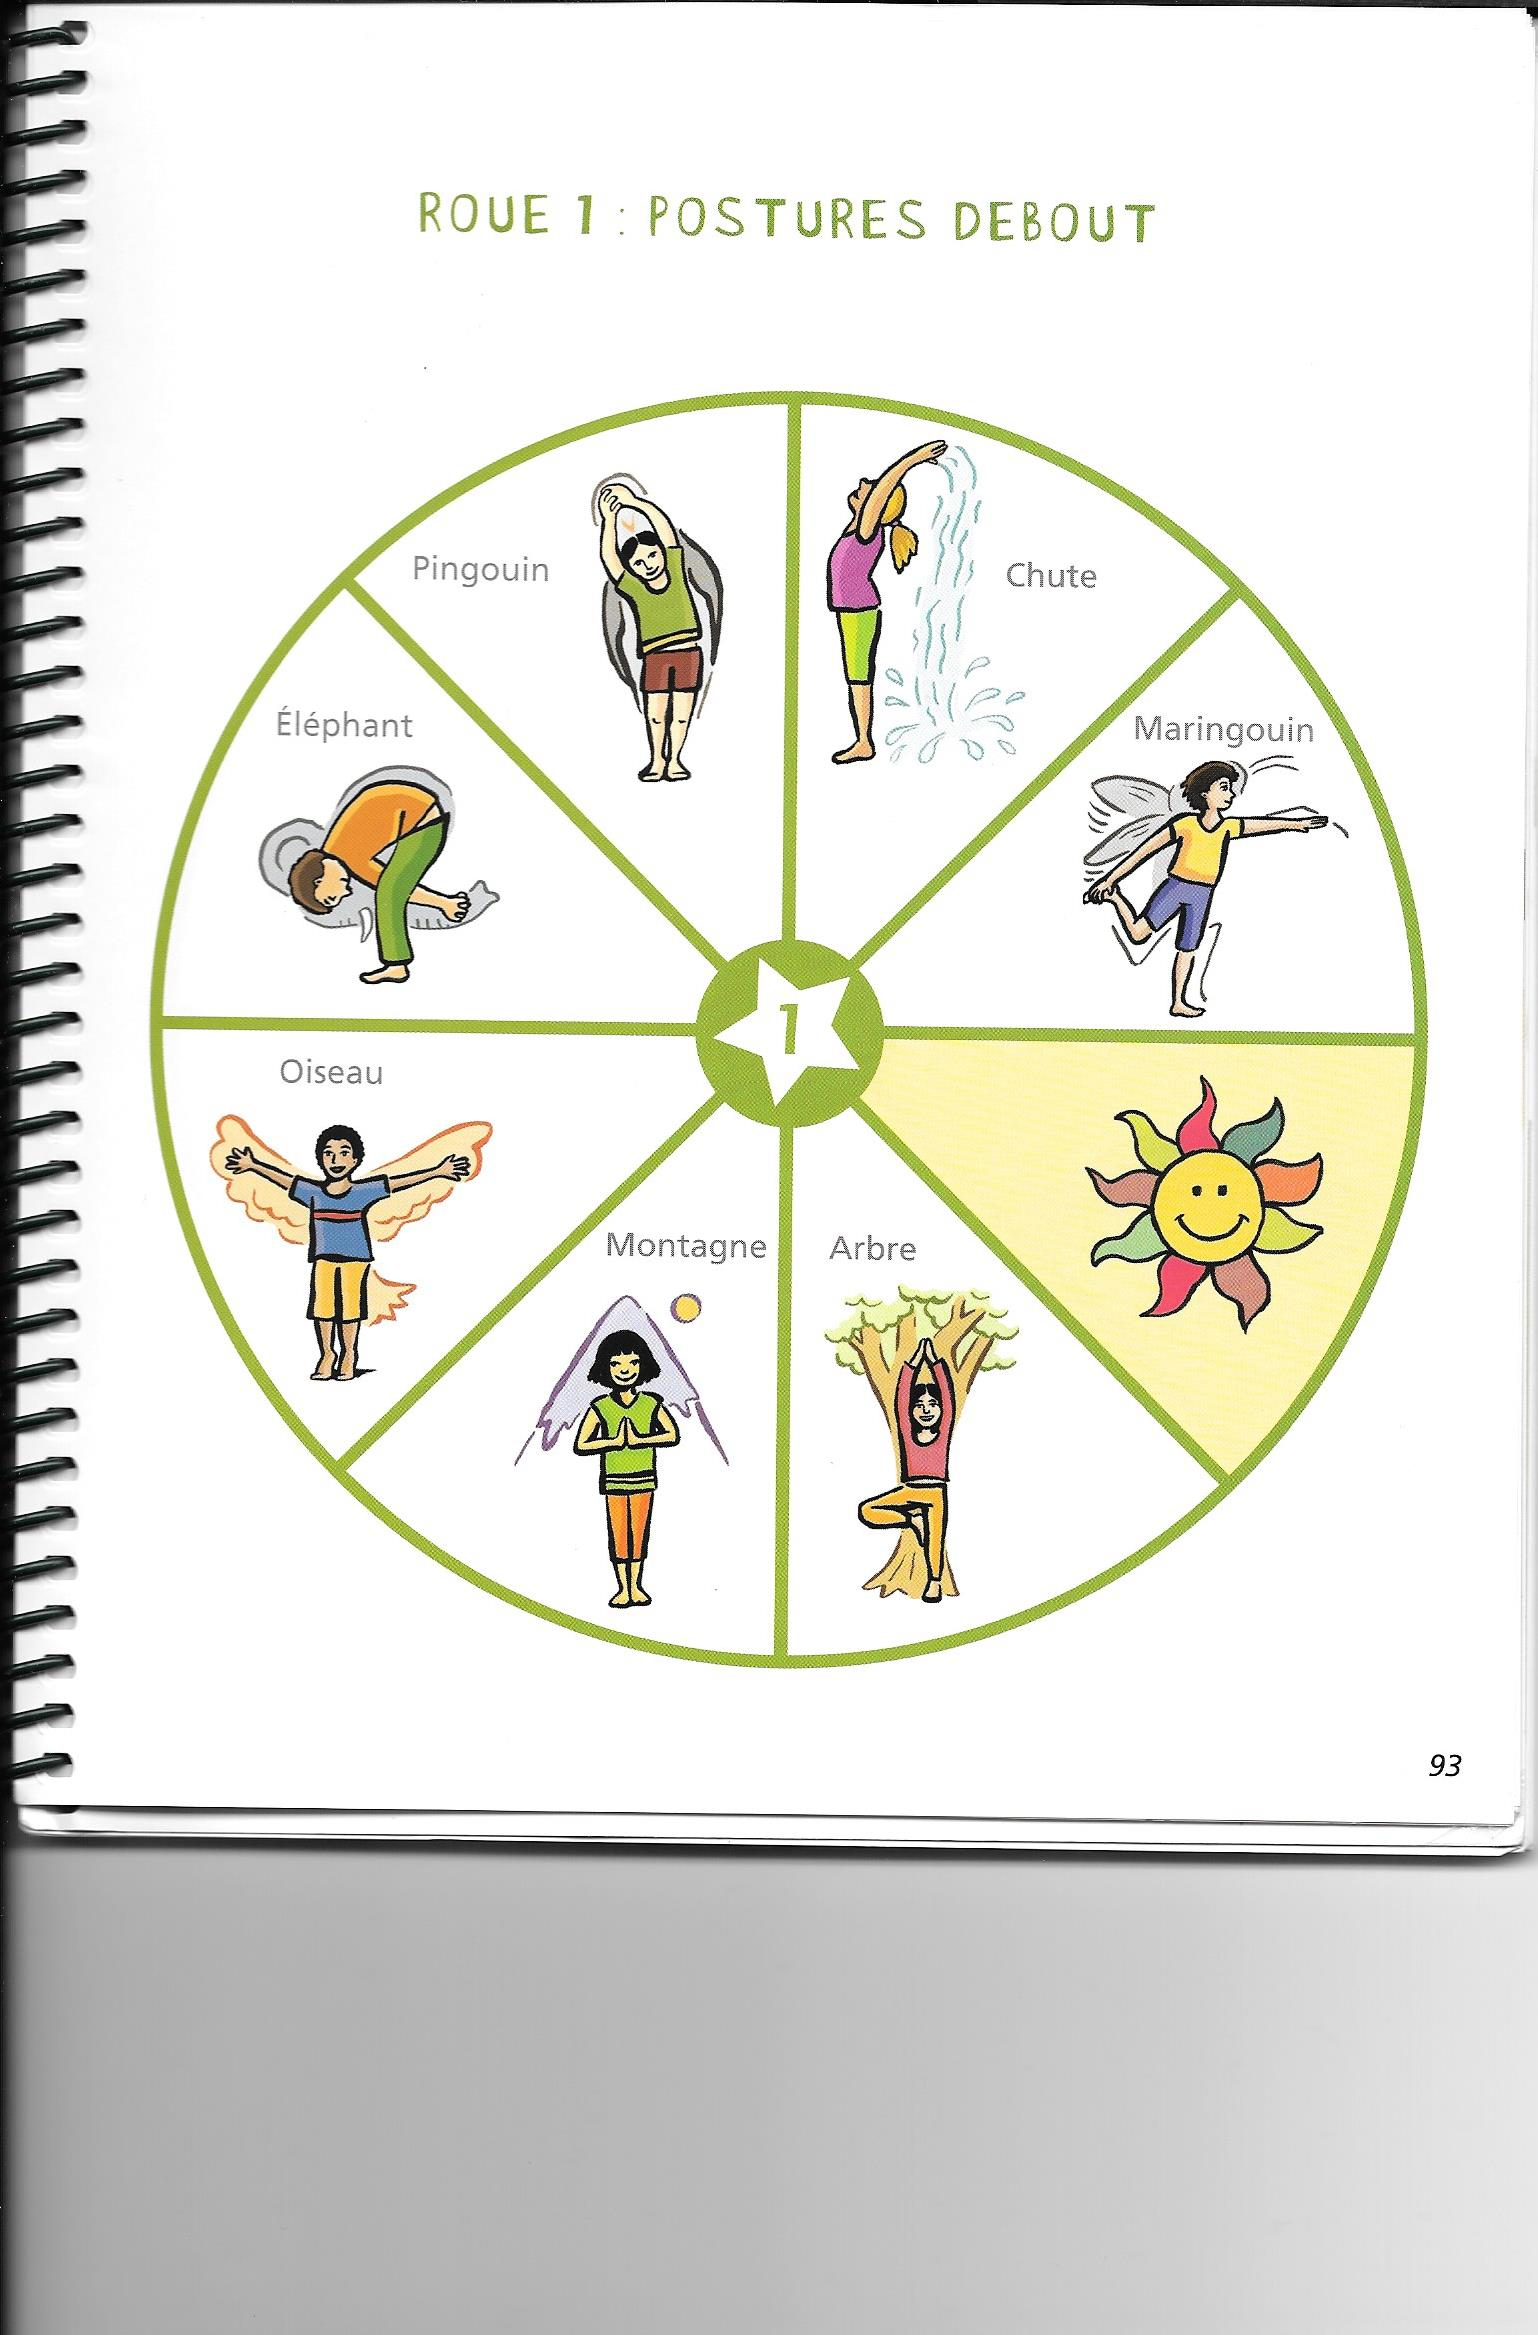 ROUE 1 : POSTURES DEBOUT
Pingouin
Chute
Éléphant
Maringouin
1
Oiseau
Montagne
Arbre
93